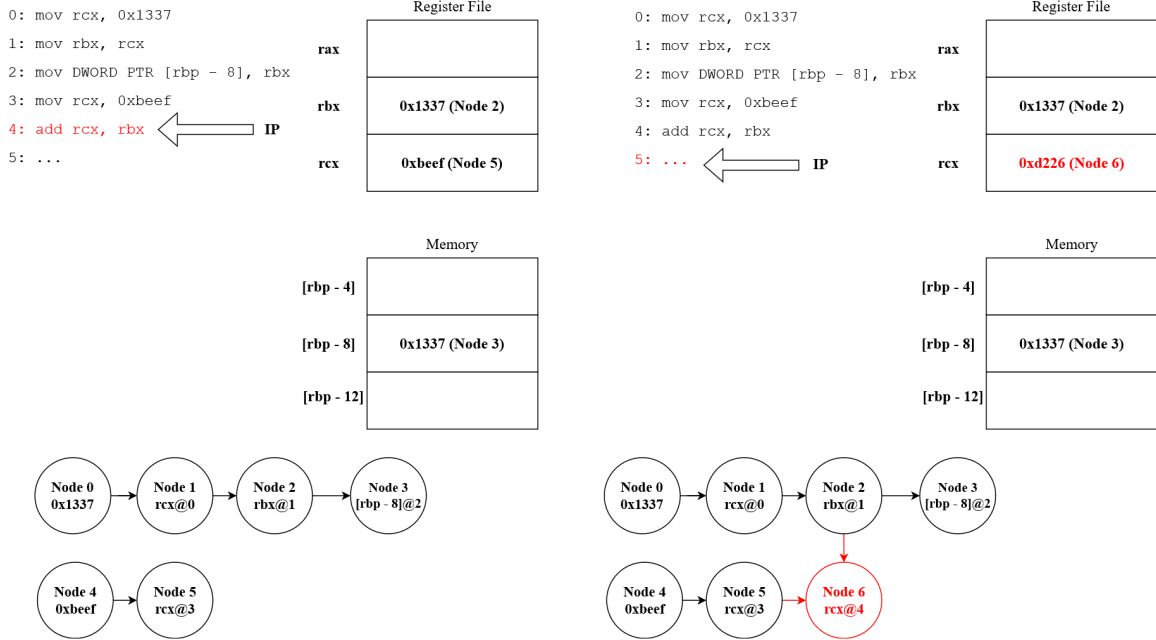 0: mov rcx, 0x1337
1: mov rbx, rcx
2: mov DWORD PTR [rbp - 8], rbx
3: mov rcx, 0xbeef
4: add rcx, rbx
5: ...
IP
Register File
rax
rbx
0x1337 (Node 2)
rcx
0xbeef (Node 5)
Memory
[rbp - 4]
[rbp - 8]
0x1337 (Node 3)
[rbp - 12]
Node 0
0x1337
Node 1
rcx@0
Node 2
rbx@1
Node 3
[rbp - 8]@2
Node 4
0xbeef
Node 5
rcx@3
0: mov rcx, 0x1337
1: mov rbx, rcx
2: mov DWORD PTR [rbp - 8], rbx
3: mov rcx, 0xbeef
4: add rcx, rbx
5: ...
IP
Register File
rax
rbx
0x1337 (Node 2)
rcx
0xd226 (Node 6)
Memory
[rbp - 4]
[rbp - 8]
0x1337 (Node 3)
[rbp - 12]
Node 0
0x1337
Node 1
rcx@0
Node 2
rbx@1
Node 3
[rbp - 8]@2
Node 4
0xbeef
Node 5
rcx@3
Node 6
rcx@4